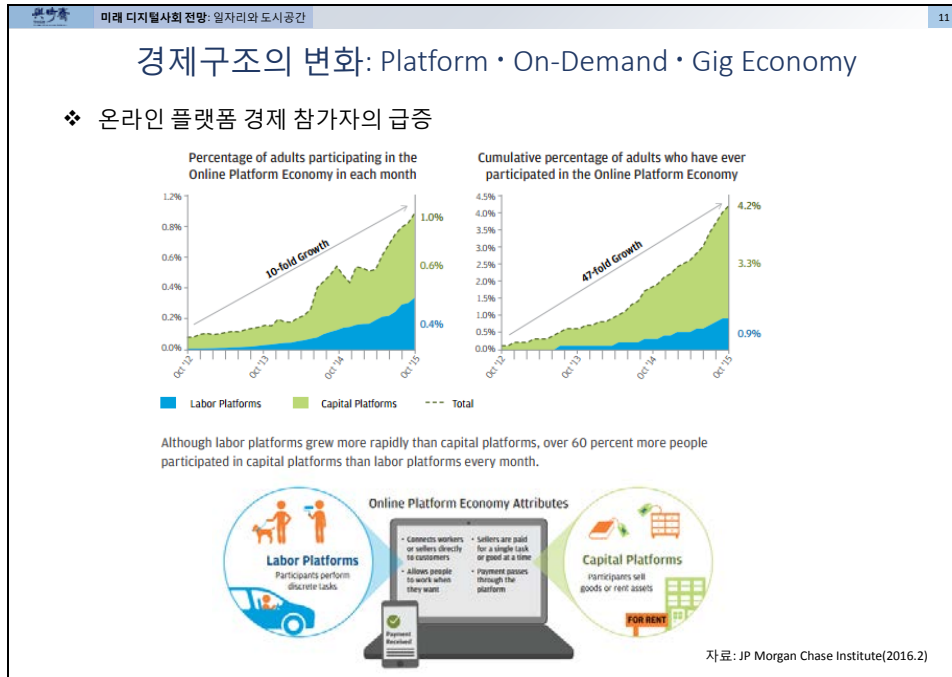 미래 디지털사회 전망: 일자리와 도시공간
11
경제구조의 변화: Platform · On-Demand · Gig Economy
❖ 온라인 플랫폼 경제 참가자의 급증
Percentage of adults participating in the
Online Platform Economy in each month
1.2%
0.8%
0.6%
0.4%
0.2%
0.0%
10-fold Growth
1.0%
0.6%
0.4%
Oct '12
Oct '13
Oct '14
Oct '15
Cumulative percentage of adults who have ever
participated in the Online Platform Economy
4.5%
4.0%
3.5%
3.0%
2.5%
2.0%
1.5%
1.0%
0.5%
0.0%
47-fold Growth
4.2%
3.3%
0.9%
Oct '12
Oct '13
Oct '14
Oct '15
Labor Platforms
Capital Platforms
Total
Although labor platforms grew more rapidly than capital platforms, over 60 percent more people
participated in capital platforms than labor platforms every month.
Online Platform Economy Attributes
Labor Platforms
Participants perform
discrete tasks
• Connects workers
or sellers directly
to customers
• Allows people
to work when
they want
• Sellers are paid
for a single task
or good at a time
• Payment passes
through the
platform
Payment
Received!
Capital Platforms
Participants sell
goods or rent assets
FOR RENT
자료: JP Morgan Chase Institute(2016.2)